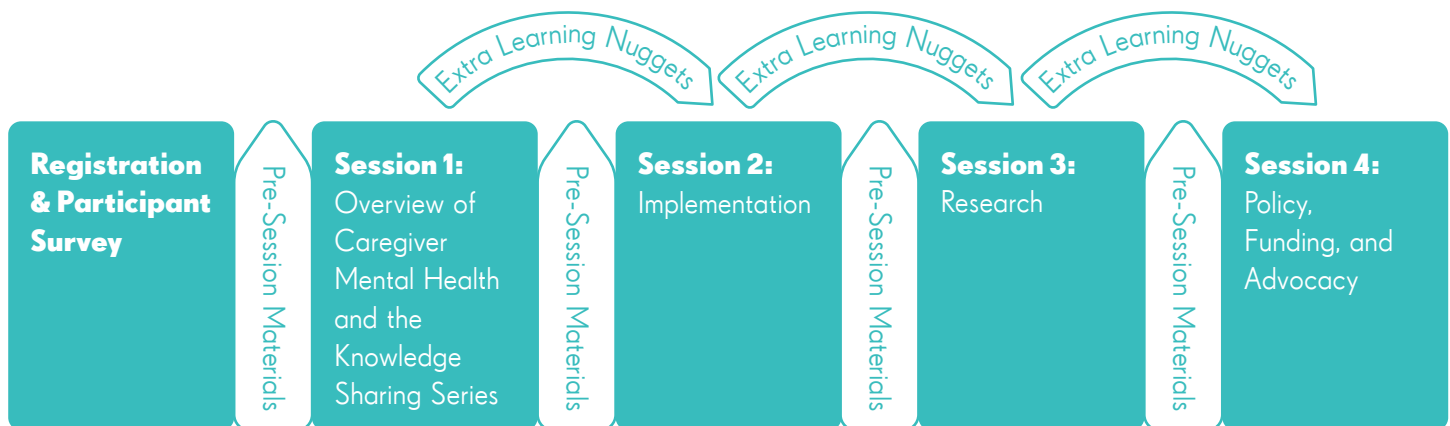 Extra Learning Nuggets
Extra Learning Nuggets
Extra Learning Nuggets
Registration
& Participant
Survey
Pre-Session Materials
Session 1:
Overview of
Caregiver
Mental Health
and the
Knowledge
Sharing Series
Pre-Session Materials
Session 2:
Implementation
Pre-Session Materials
Session 3:
Research
Pre-Session Materials
Session 4:
Policy,
Funding, and
Advocacy